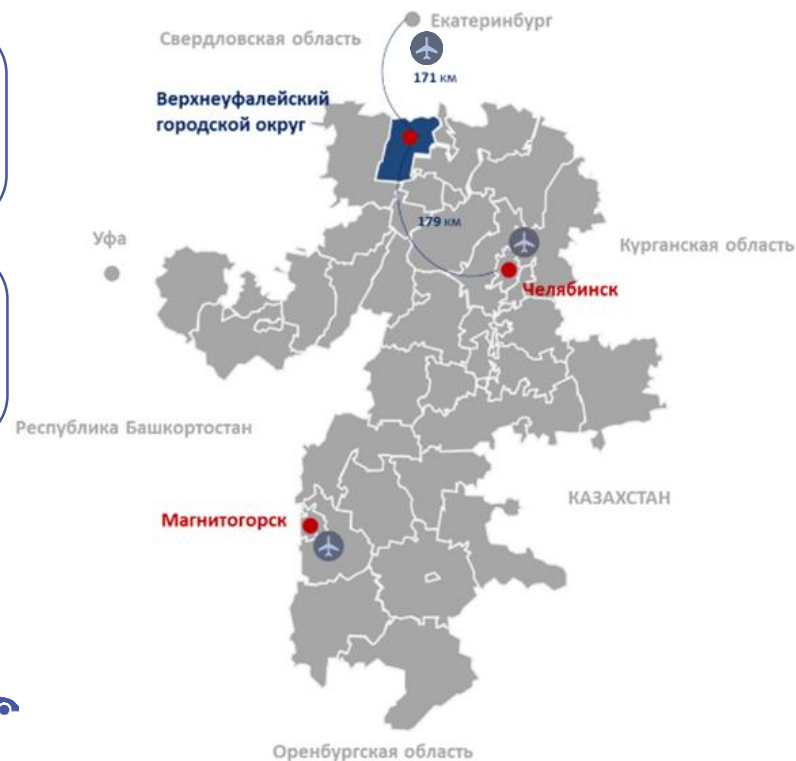 Екатеринбург
Свердловская область
171 км
Верхнеуфалейский
городской округ
179 км
Уфа
Курганская область
Челябинск
Республика Башкортостан
КАЗАХСТАН
Магнитогорск
Оренбургская область